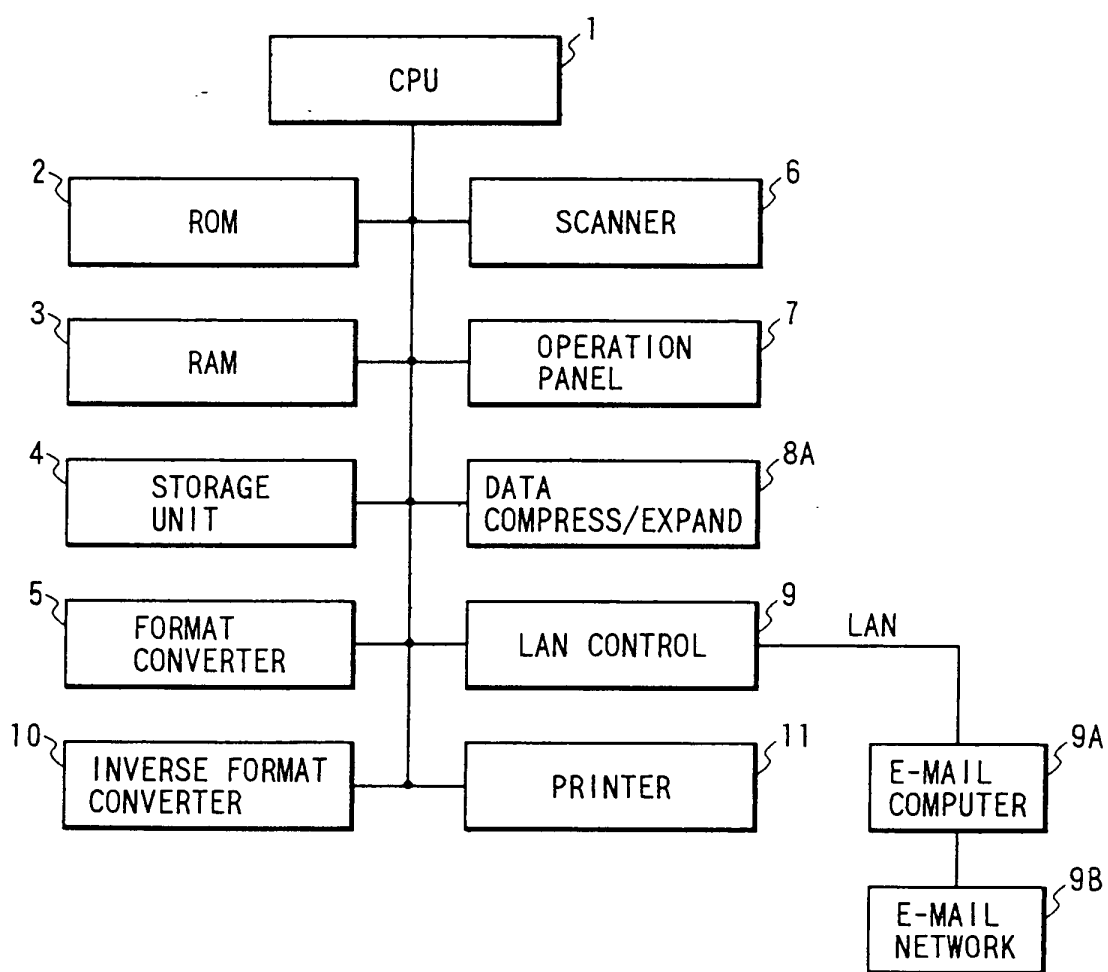 1
CPU
2
ROM
6
SCANNER
3
RAM
7
OPERATION
PANEL
4
STORAGE
UNIT
8A
DATA
COMPRESS/EXPAND
5
FORMAT
CONVERTER
9
LAN CONTROL
LAN
10
INVERSE FORMAT
CONVERTER
11
PRINTER
9A
E-MAIL
COMPUTER
9B
E-MAIL
NETWORK